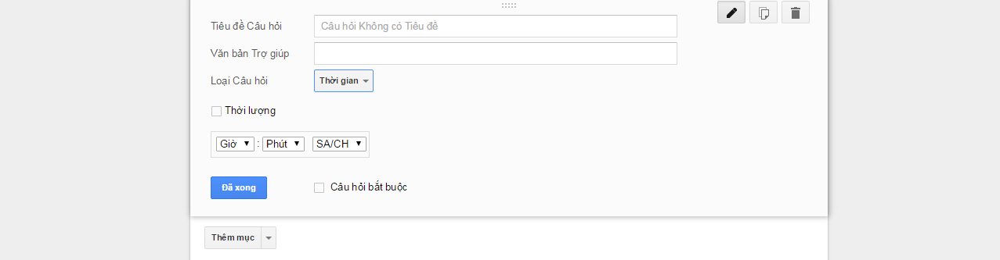 Tiêu đề Câu hỏi Câu hỏi Không có Tiêu đề
Văn bản Trợ giúp
Loại Câu hỏi Thời gian
Thời lượng
Giờ : Phút SA/CH
Đã xong Câu hỏi bắt buộc
Thêm mục